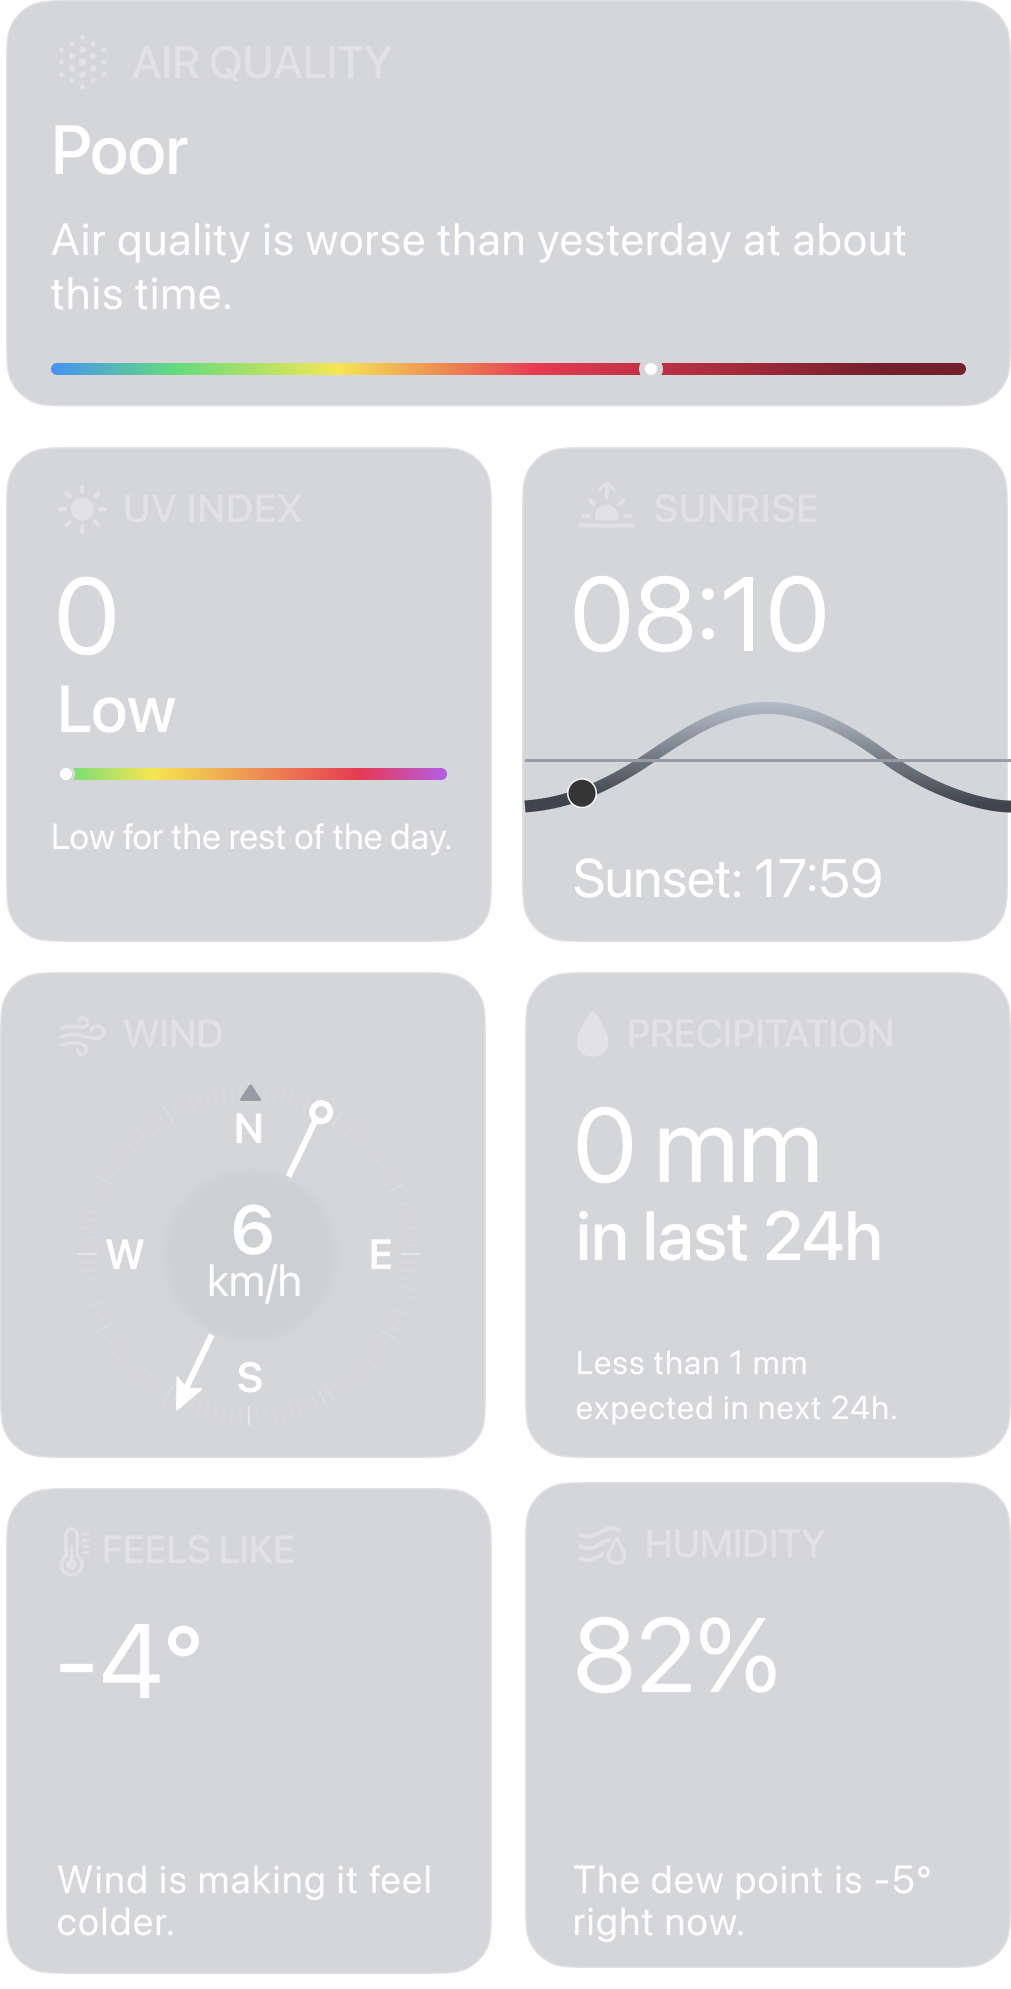 AIR QUALITY
Poor
Air quality is worse than yesterday at about
this time.
UV INDEX
0
Low
Low for the rest of the day.
SUNRISE
08:10
Sunset: 17:59
WIND
N
W
6
km/h
E
S
PRECIPITATION
0 mm
in last 24h
Less than 1 mm
expected in next 24h.
FEELS LIKE
-4°
Wind is making it feel
colder.
HUMIDITY
82%
The dew point is -5°
right now.